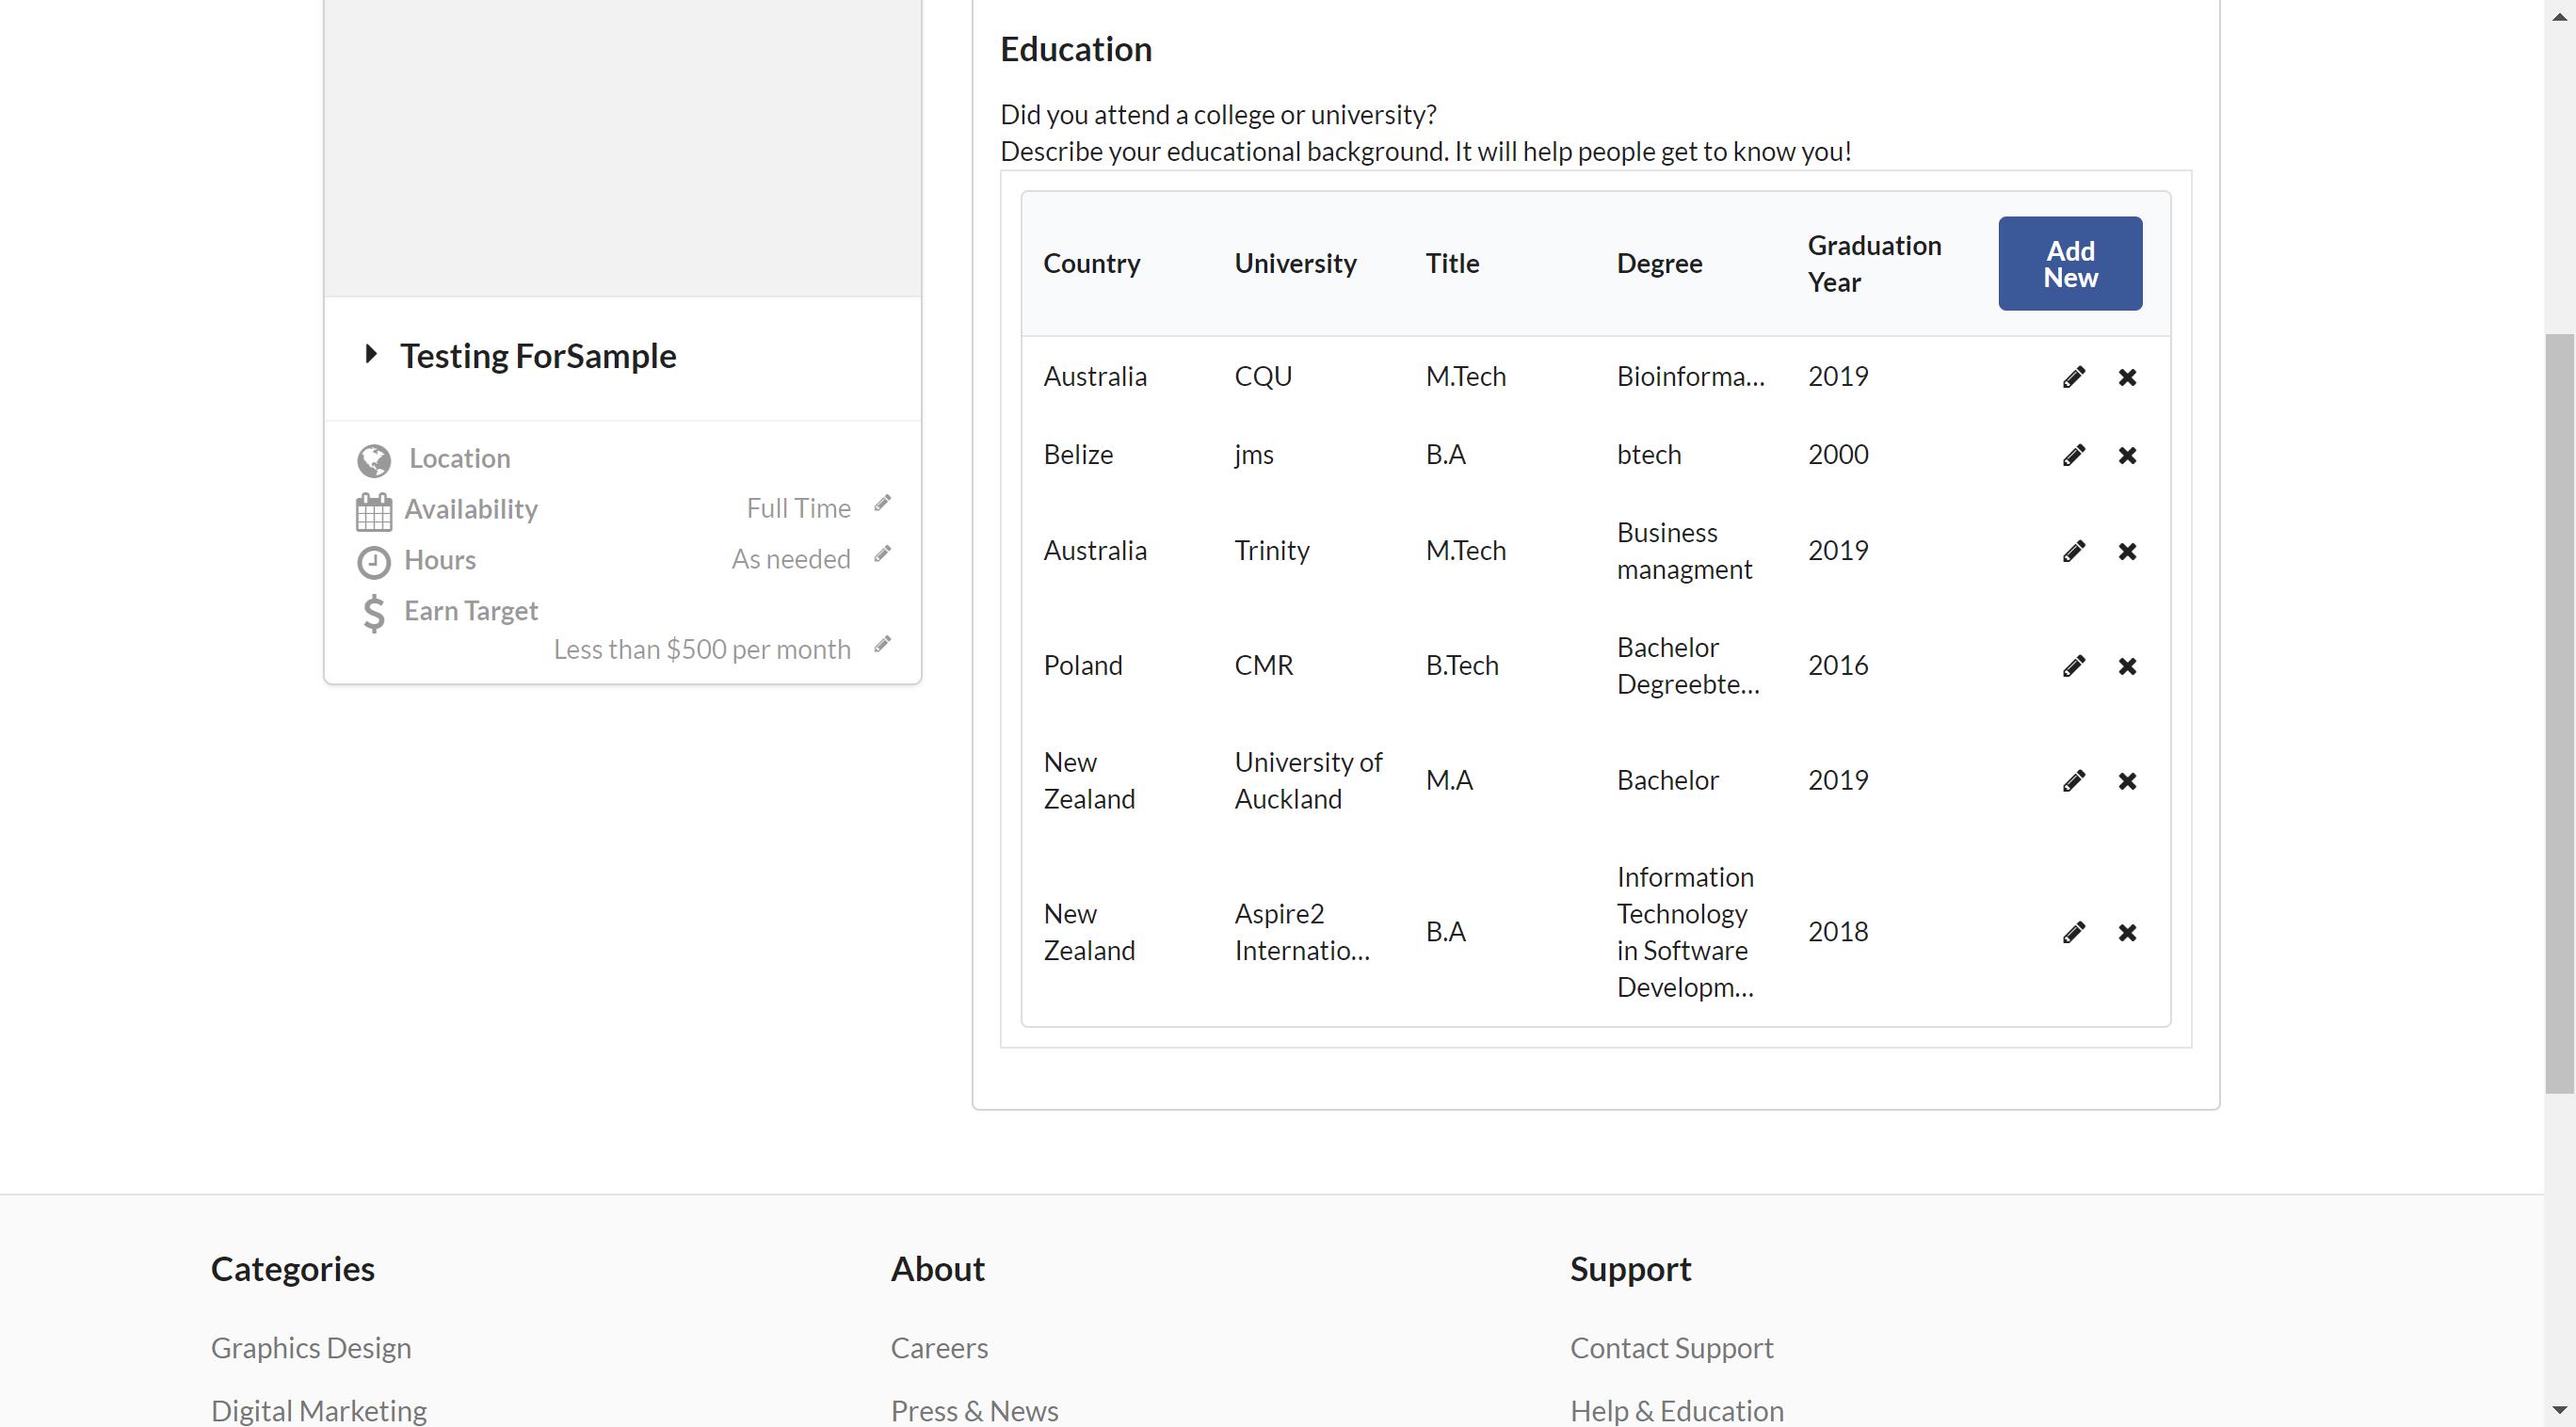 Education
Did you attend a college or university?
Describe your educational background. It will help people get to know you!
Country University Title Degree Graduation Year Add New
Australia CQU M.Tech Bioinforma... 2019
Belize jms B.A btech 2000
Australia Trinity M.Tech Business managment 2019
Poland CMR B.Tech Bachelor Degreebte... 2016
New Zealand University of Auckland M.A Bachelor 2019
New Zealand Aspire2 Internatio... B.A Information Technology in Software Developm... 2018
Testing ForSample
Location
Availability Full Time
Hours As needed
Earn Target
Less than $500 per month
Categories
Graphics Design
Digital Marketing
About
Careers
Press & News
Support
Contact Support
Help & Education